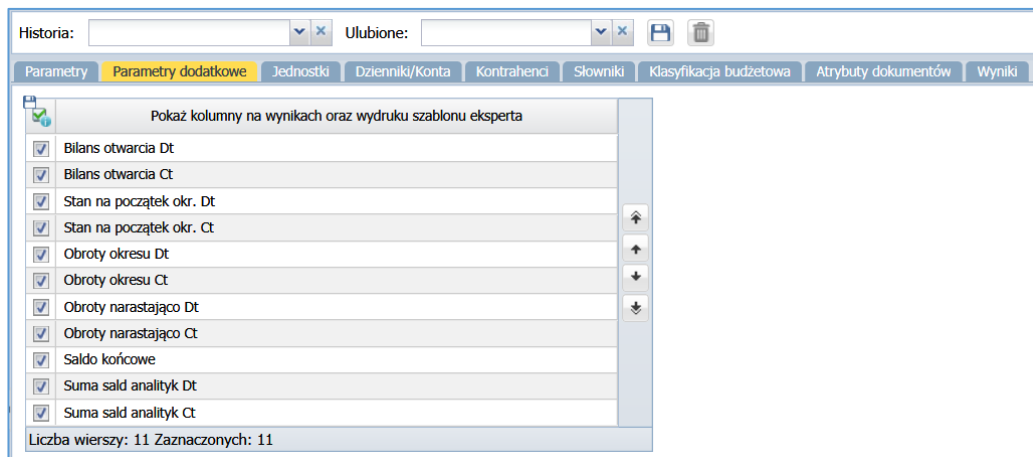 Historia: Ulubione:
Parametry Parametry dodatkowe Jednostki Dzienniki/Konta Kontrahenci Słowniki Klasyfikacja budżetowa Atrybuty dokumentów Wyniki
Pokaż kolumny na wynikach oraz wydruku szablonu eksperta
Bilans otwarcia Dt
Bilans otwarcia Ct
Stan na początek okr. Dt
Stan na początek okr. Ct
Obroty okresu Dt
Obroty okresu Ct
Obroty narastająco Dt
Obroty narastająco Ct
Saldo końcowe
Suma sald analityk Dt
Suma sald analityk Ct
Liczba wierszy: 11 Zaznaczonych: 11